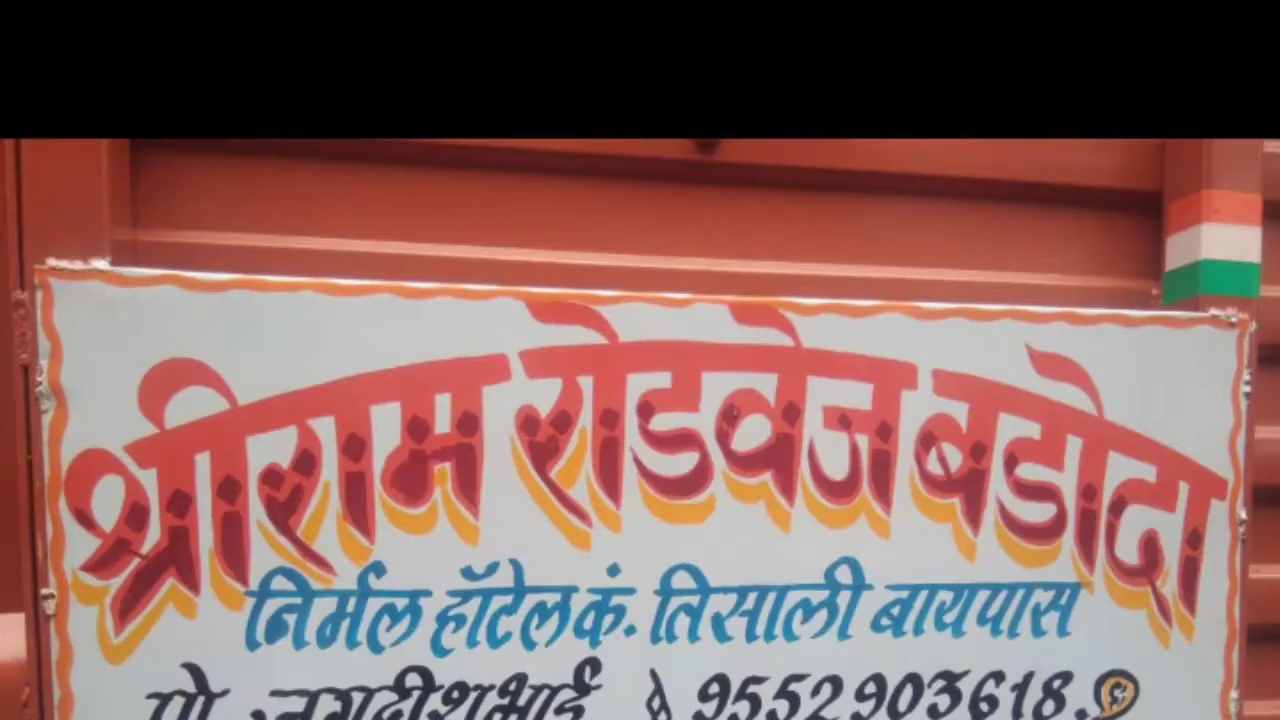 श्रीराम रोडवेज बडोदा
निर्मल हॉटेल कं. तिसाली बायपास
प्रो. जगदीशभाई 9552903618